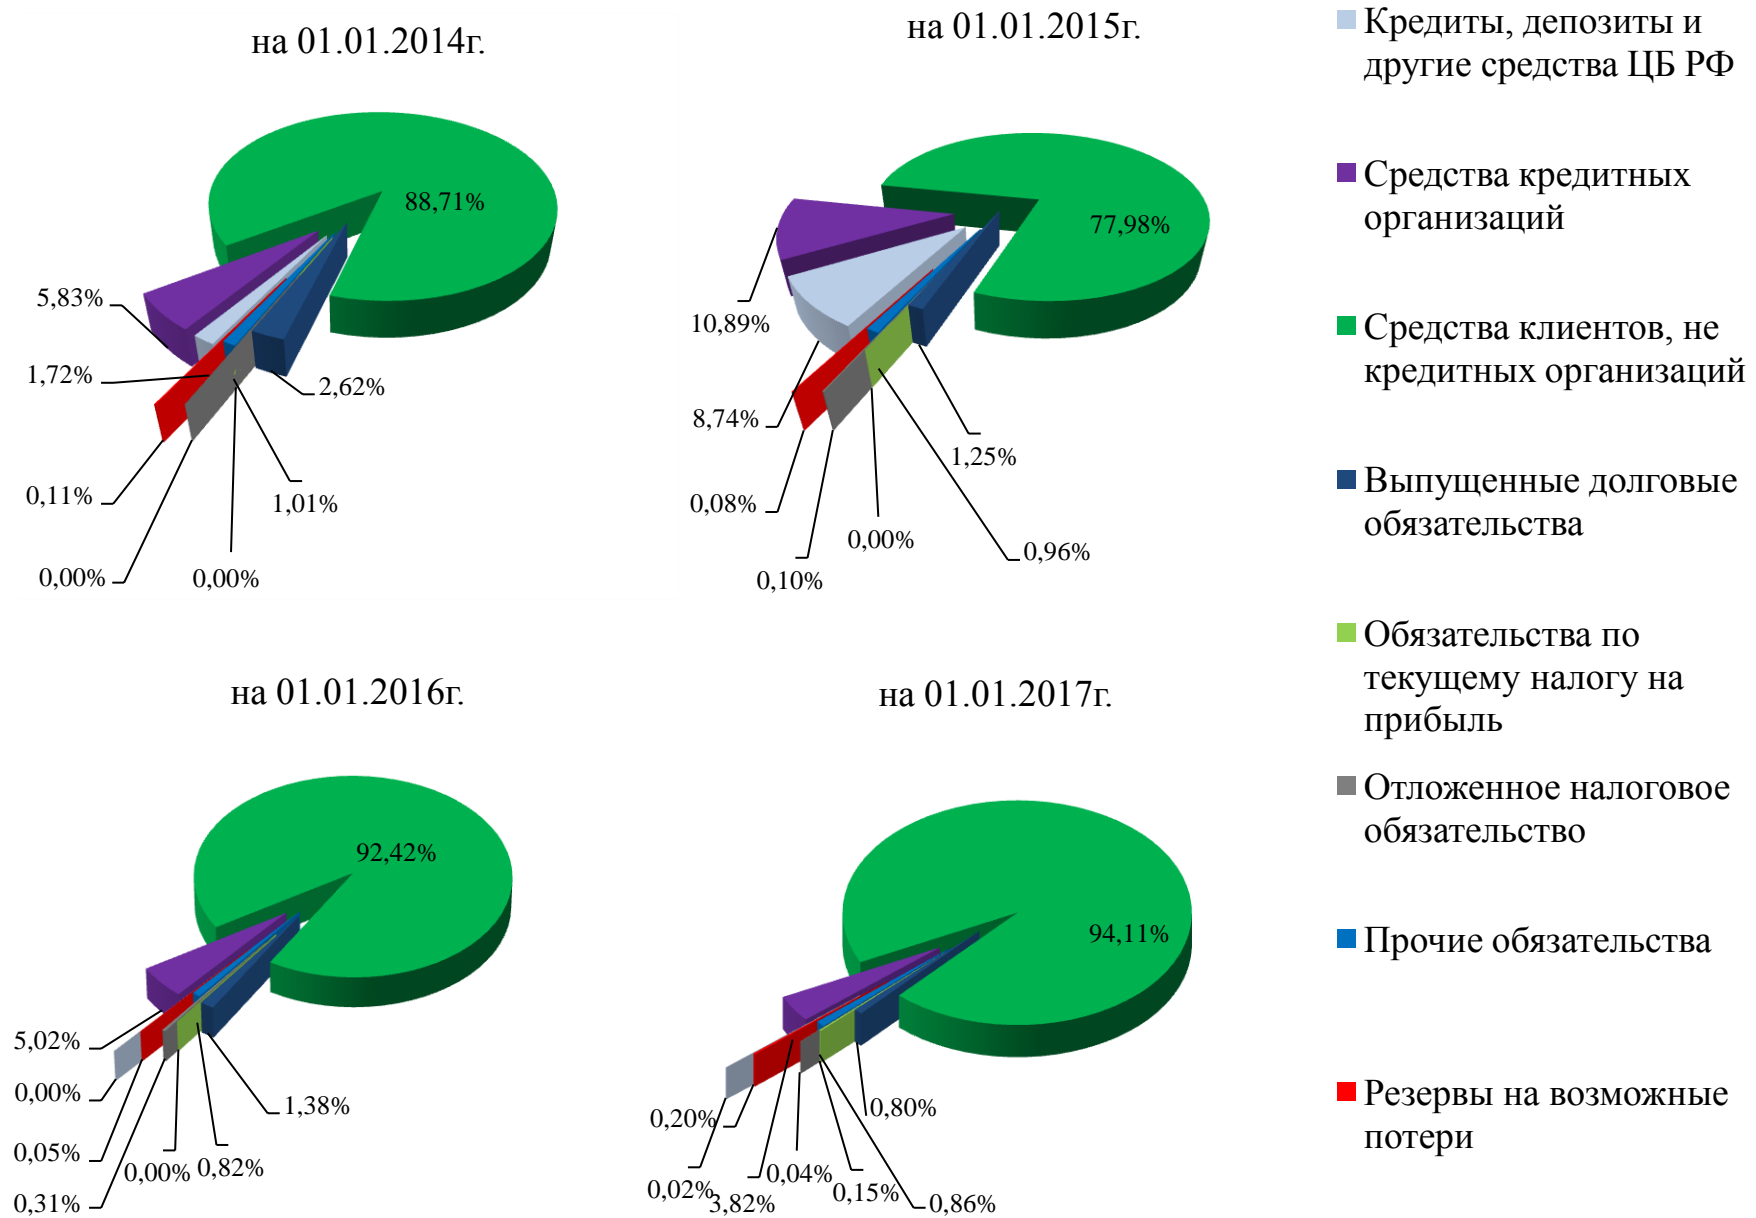 на 01.01.2014г.
88,71%
5,83%
1,72%
2,62%
0,11%
1,01%
0,00%
0,00%
на 01.01.2015г.
77,98%
10,89%
8,74%
1,25%
0,08%
0,00%
0,96%
0,10%
на 01.01.2016г.
92,42%
5,02%
0,00%
1,38%
0,05%
0,00%
0,82%
0,31%
на 01.01.2017г.
94,11%
0,20%
0,80%
0,02%
3,82%
0,04%
0,15%
0,86%
Кредиты, депозиты и
другие средства ЦБ РФ
Средства кредитных
организаций
Средства клиентов, не
кредитных организаций
Выпущенные долговые
обязательства
Обязательства по
текущему налогу на
прибыль
Отложенное налоговое
обязательство
Прочие обязательства
Резервы на возможные
потери